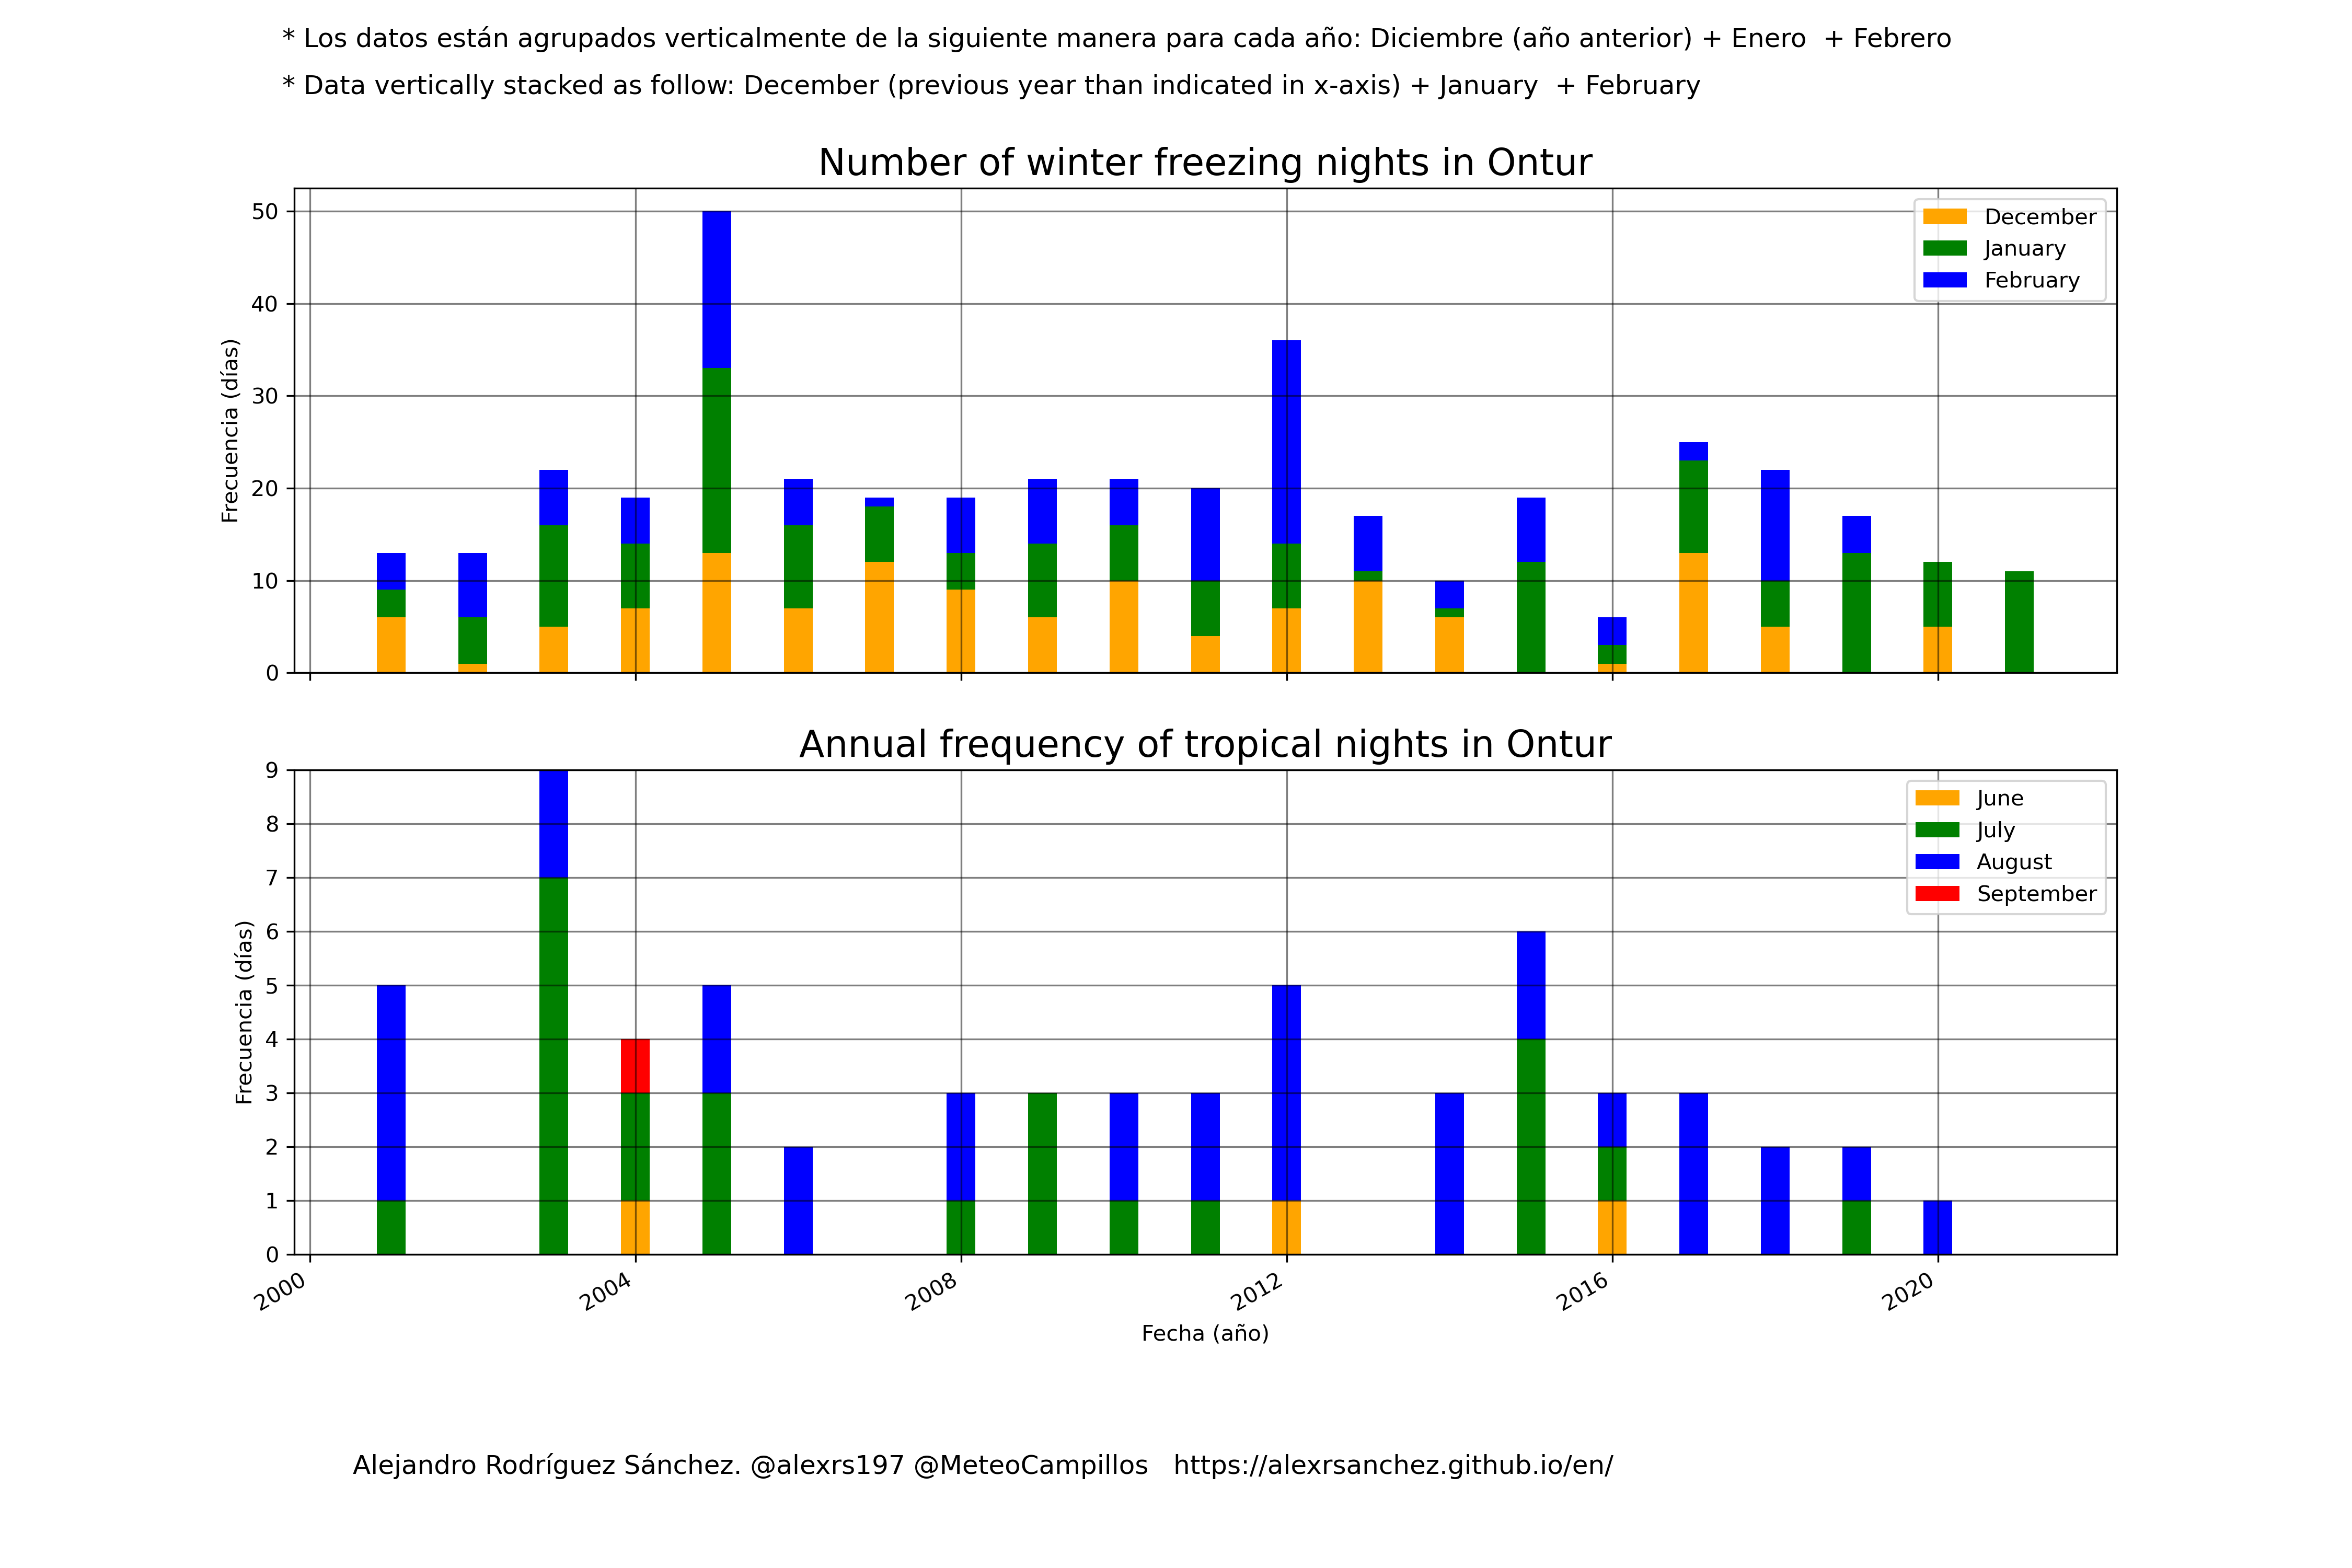 * Los datos están agrupados verticalmente de la siguiente manera para cada año: Diciembre (año anterior) + Enero  + Febrero
* Data vertically stacked as follow: December (previous year than indicated in x-axis) + January  + February
Number of winter freezing nights in Ontur
Frecuencia (días)
50
40
30
20
10
0
December
January
February
Annual frequency of tropical nights in Ontur
Frecuencia (días)
9
8
7
6
5
4
3
2
1
0
June
July
August
September
2000
2004
2008
2012
2016
2020
Fecha (año)
Alejandro Rodríguez Sánchez. @alexrs197 @MeteoCampillos   https://alexrsanchez.github.io/en/